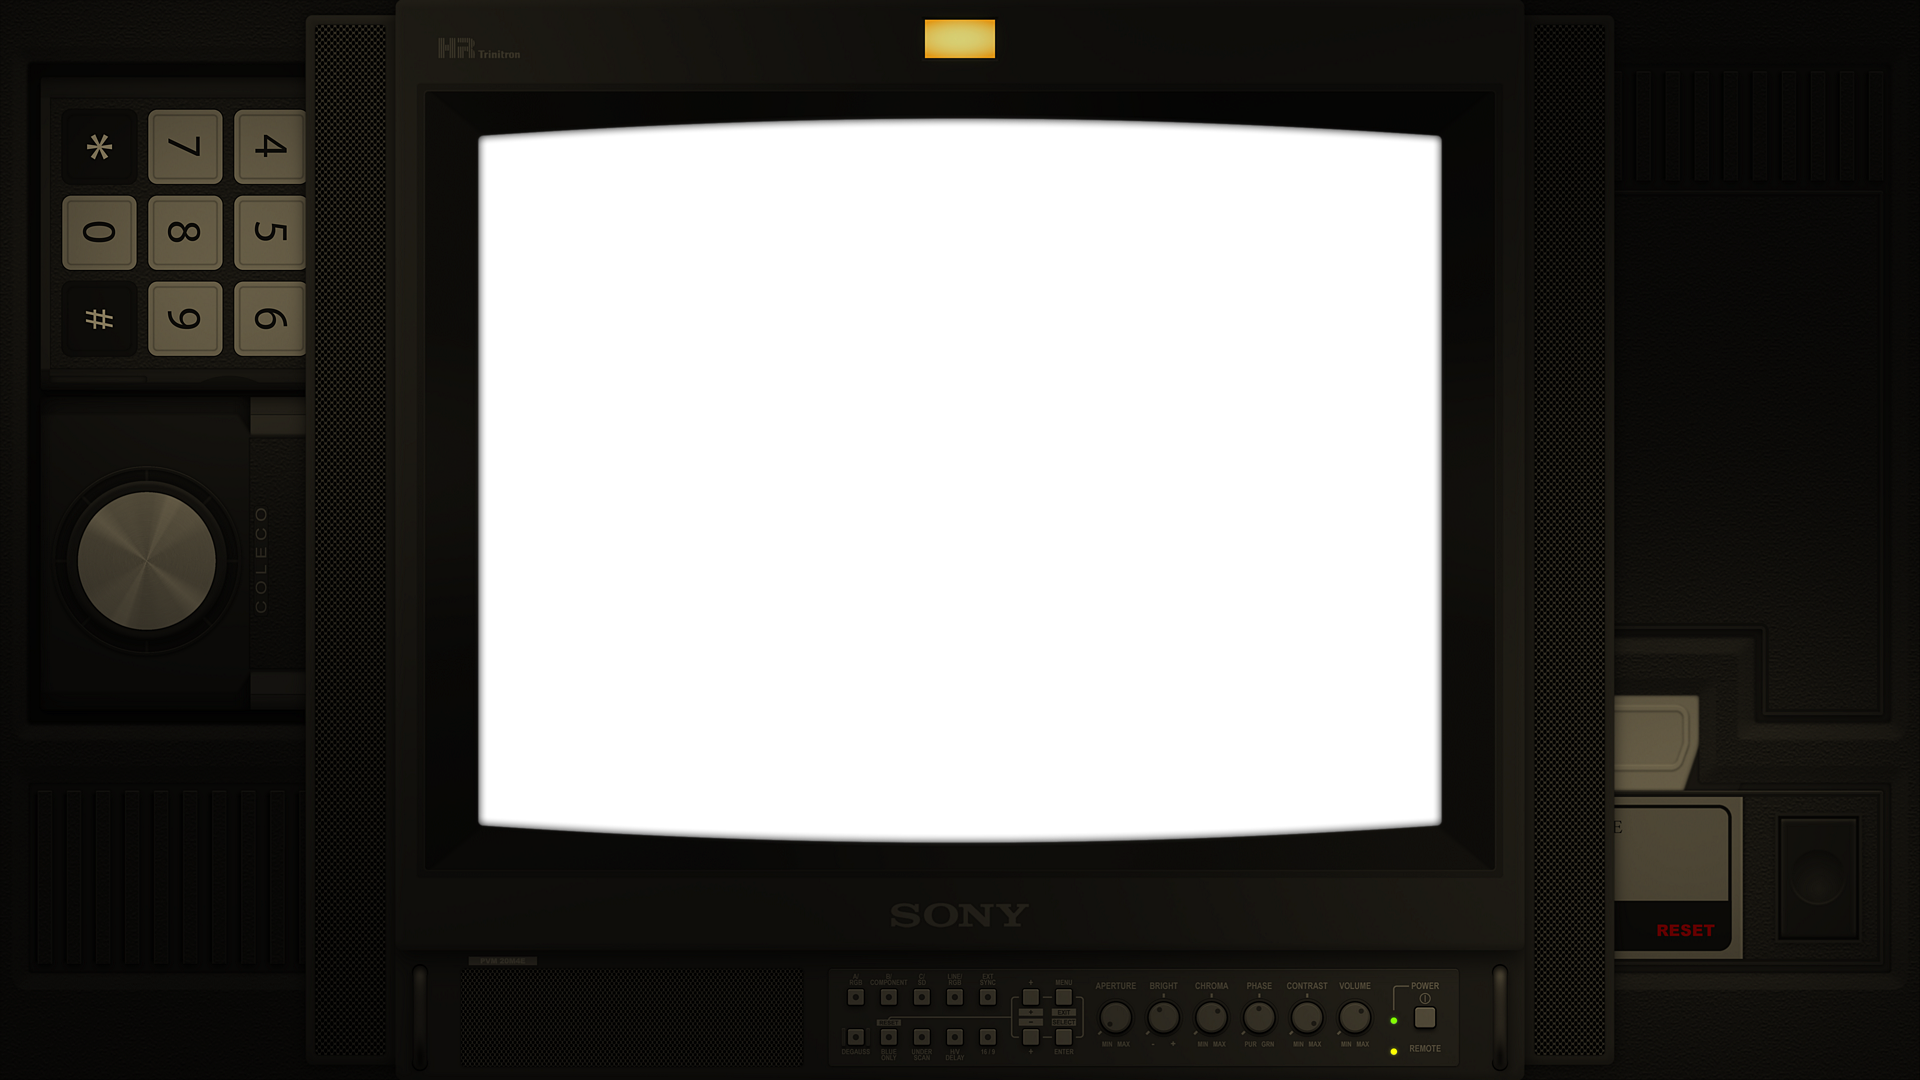 HR Trinitron
* 7 4
0 8 5
# 9 6
COLECO
E
RESET
SONY
PVM 20M4E
A/ RGB
B/ COMPONENT
C/ SD
LINE/ RGB
EXT SYNC
MENU
RESET
EXIT
SELECT
DEGAUSS
BLUE ONLY
UNDER SCAN
H/V DELAY
16 / 9
ENTER
APERTURE BRIGHT CHROMA PHASE CONTRAST VOLUME
MIN MAX - + MIN MAX PUR GRN MIN MAX MIN MAX
POWER
REMOTE